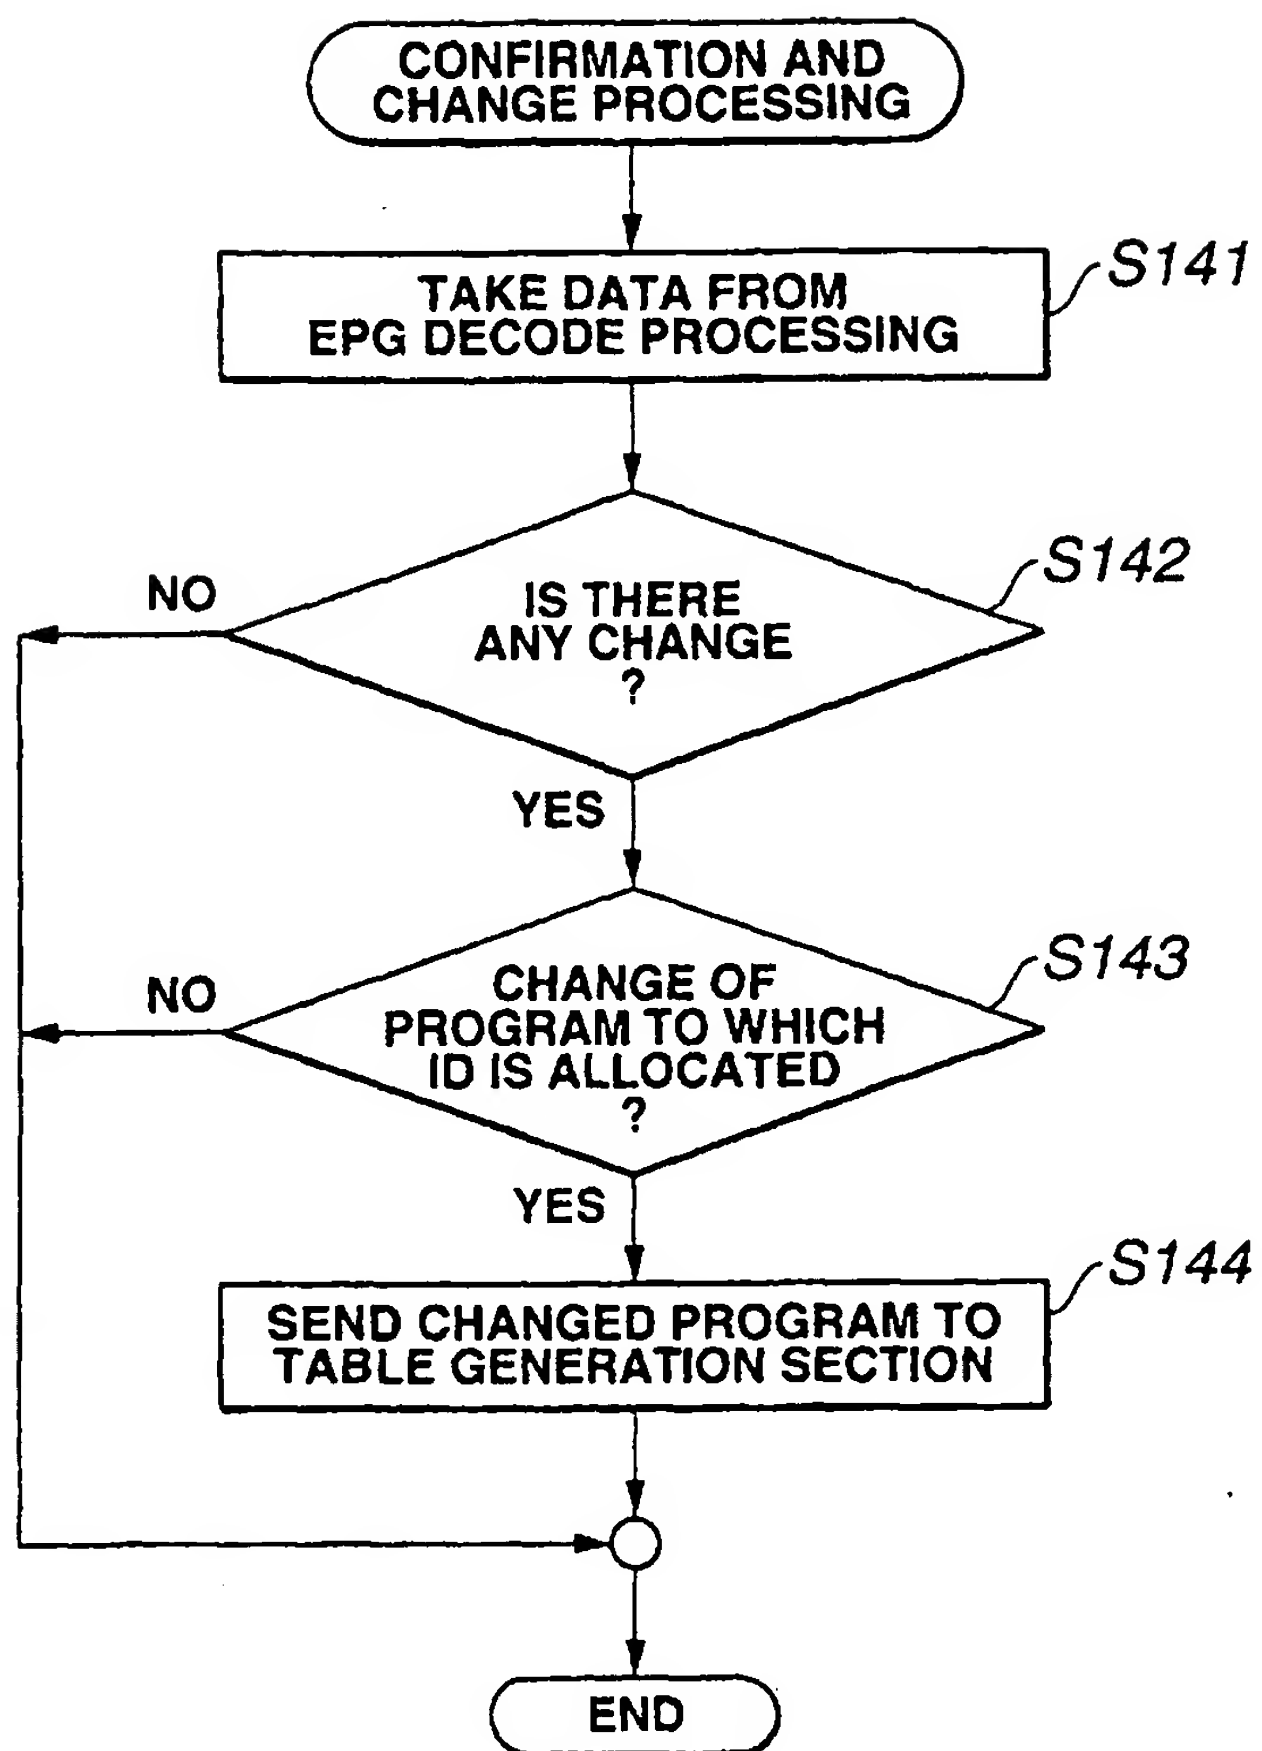 CONFIRMATION AND
CHANGE PROCESSING
S141
TAKE DATA FROM
EPG DECODE PROCESSING
S142
NO
IS THERE
ANY CHANGE
?
YES
S143
NO
CHANGE OF
PROGRAM TO WHICH
ID IS ALLOCATED
?
YES
S144
SEND CHANGED PROGRAM TO
TABLE GENERATION SECTION
END